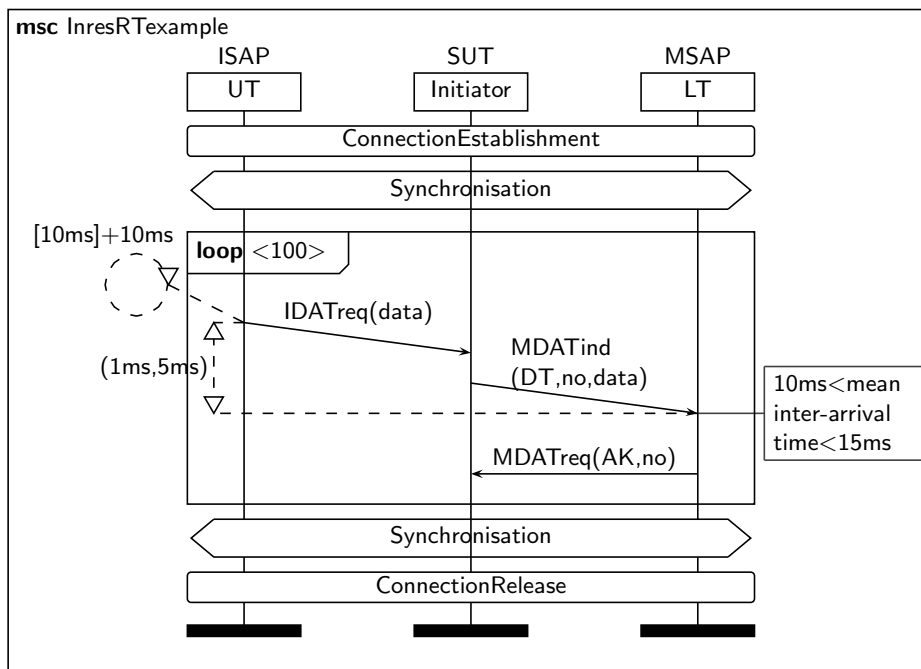 msc InresRTexample
ISAP SUT MSAP
UT Initiator LT
ConnectionEstablishment
Synchronisation
[10ms]+10ms
loop <100>
IDATreq(data)
MDATind
(DT,no,data)
(1ms,5ms)
10ms<mean
inter-arrival
time<15ms
MDATreq(AK,no)
Synchronisation
ConnectionRelease